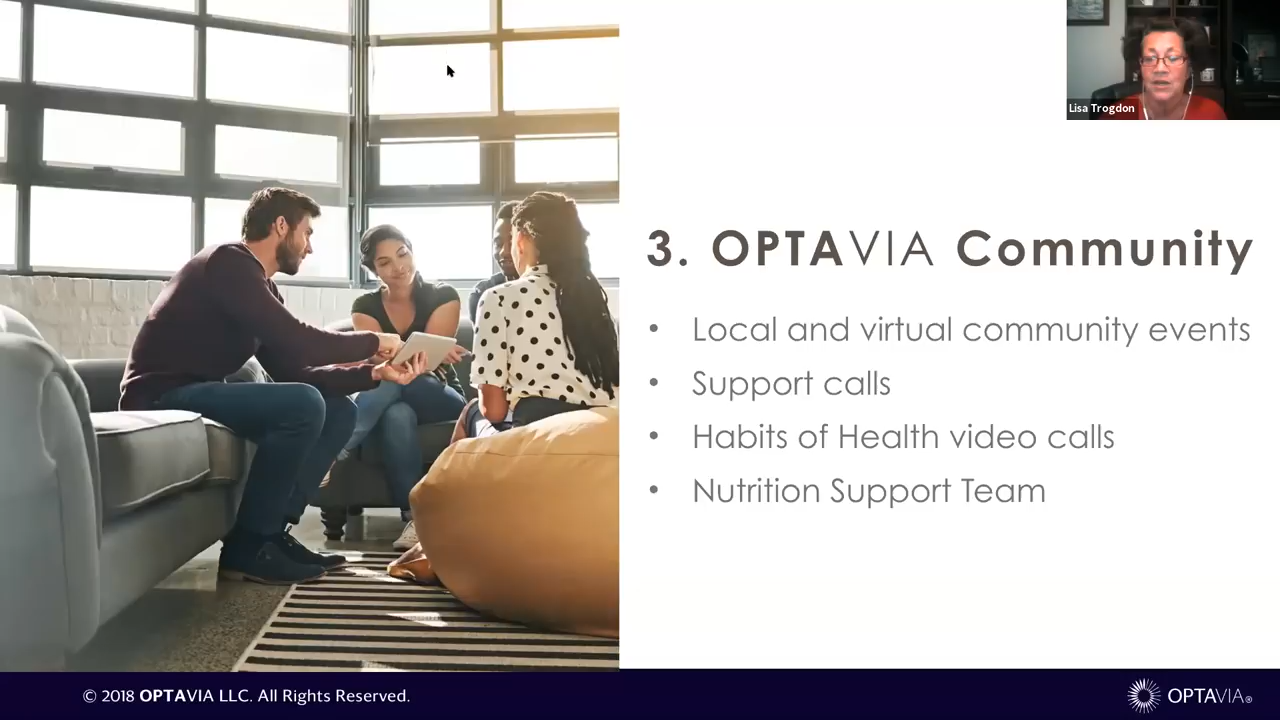 Lisa Trogdon
3. OPTAVIA Community
• Local and virtual community events
• Support calls
• Habits of Health video calls
• Nutrition Support Team
© 2018 OPTAVIA LLC. All Rights Reserved.
OPTAVIA®